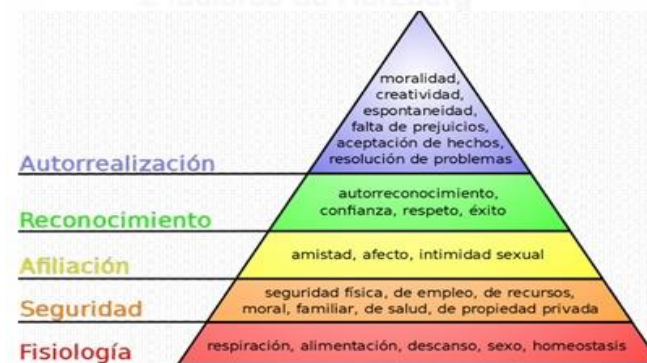 moralidad,
creatividad,
espontaneidad,
falta de prejuicios,
aceptación de hechos,
resolución de problemas
Autorrealización
autorreconocimiento,
confianza, respeto, éxito
Reconocimiento
amistad, afecto, intimidad sexual
Afiliación
seguridad física, de empleo, de recursos,
moral, familiar, de salud, de propiedad privada
Seguridad
respiración, alimentación, descanso, sexo, homeostasis
Fisiología